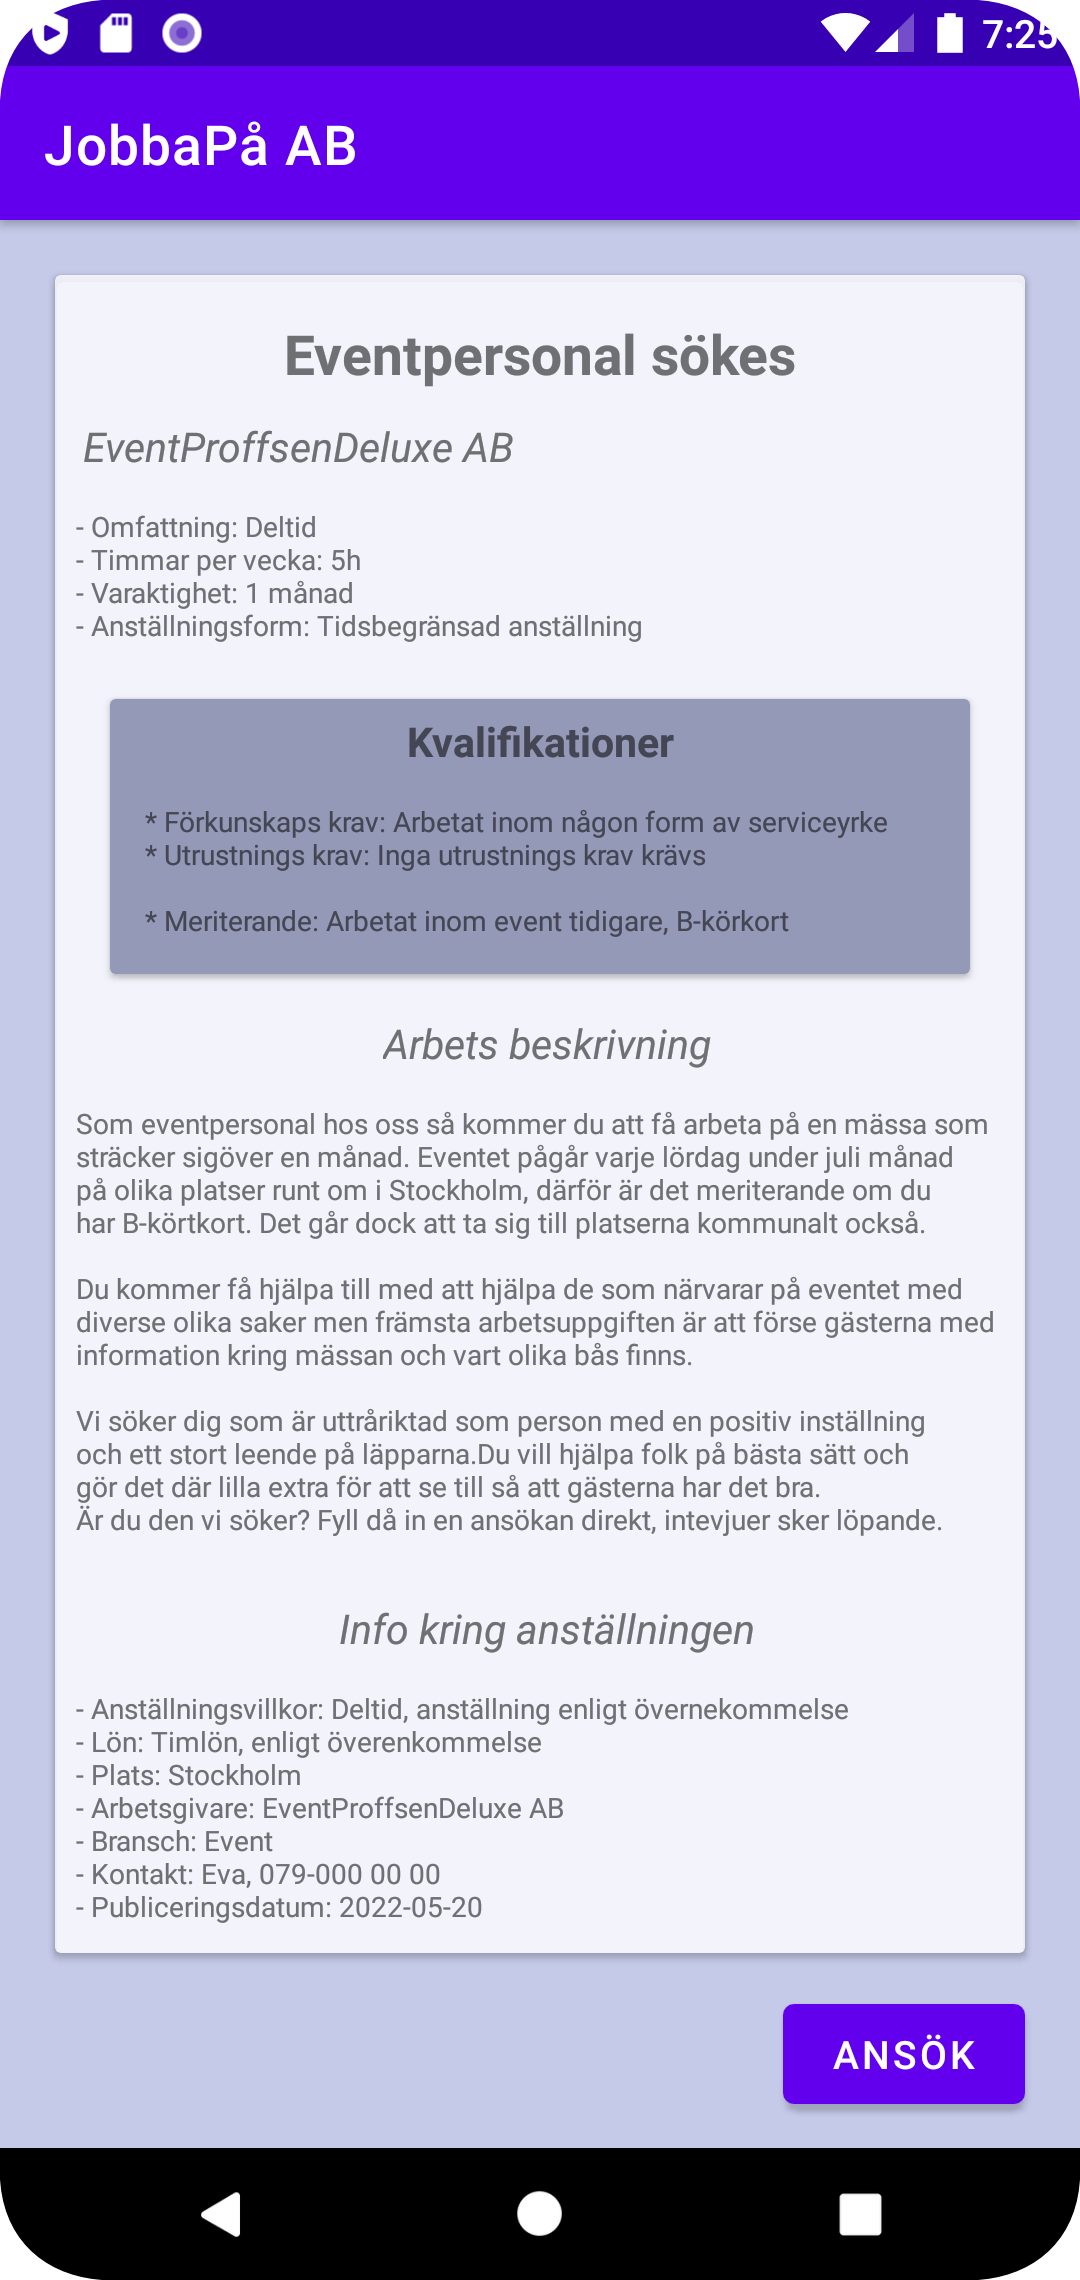 7:25
JobbaPå AB
Eventpersonal sökes
EventProffsenDeluxe AB
- Omfattning: Deltid
- Timmar per vecka: 5h
- Varaktighet: 1 månad
- Anställningsform: Tidsbegränsad anställning
Kvalifikationer
* Förkunskaps krav: Arbetat inom någon form av serviceyrke
* Utrustnings krav: Inga utrustnings krav krävs
* Meriterande: Arbetat inom event tidigare, B-körkort
Arbets beskrivning
Som eventpersonal hos oss så kommer du att få arbeta på en mässa som
sträcker sigöver en månad. Eventet pågår varje lördag under juli månad
på olika platser runt om i Stockholm, därför är det meriterande om du
har B-körtkort. Det går dock att ta sig till platserna kommunalt också.
Du kommer få hjälpa till med att hjälpa de som närvarar på eventet med
diverse olika saker men främsta arbetsuppgiften är att förse gästerna med
information kring mässan och vart olika bås finns.
Vi söker dig som är uttråriktad som person med en positiv inställning
och ett stort leende på läpparna.Du vill hjälpa folk på bästa sätt och
gör det där lilla extra för att se till så att gästerna har det bra.
Är du den vi söker? Fyll då in en ansökan direkt, intevjuer sker löpande.
Info kring anställningen
- Anställningsvillkor: Deltid, anställning enligt övernekommelse
- Lön: Timlön, enligt överenkommelse
- Plats: Stockholm
- Arbetsgivare: EventProffsenDeluxe AB
- Bransch: Event
- Kontakt: Eva, 079-000 00 00
- Publiceringsdatum: 2022-05-20
ANSÖK